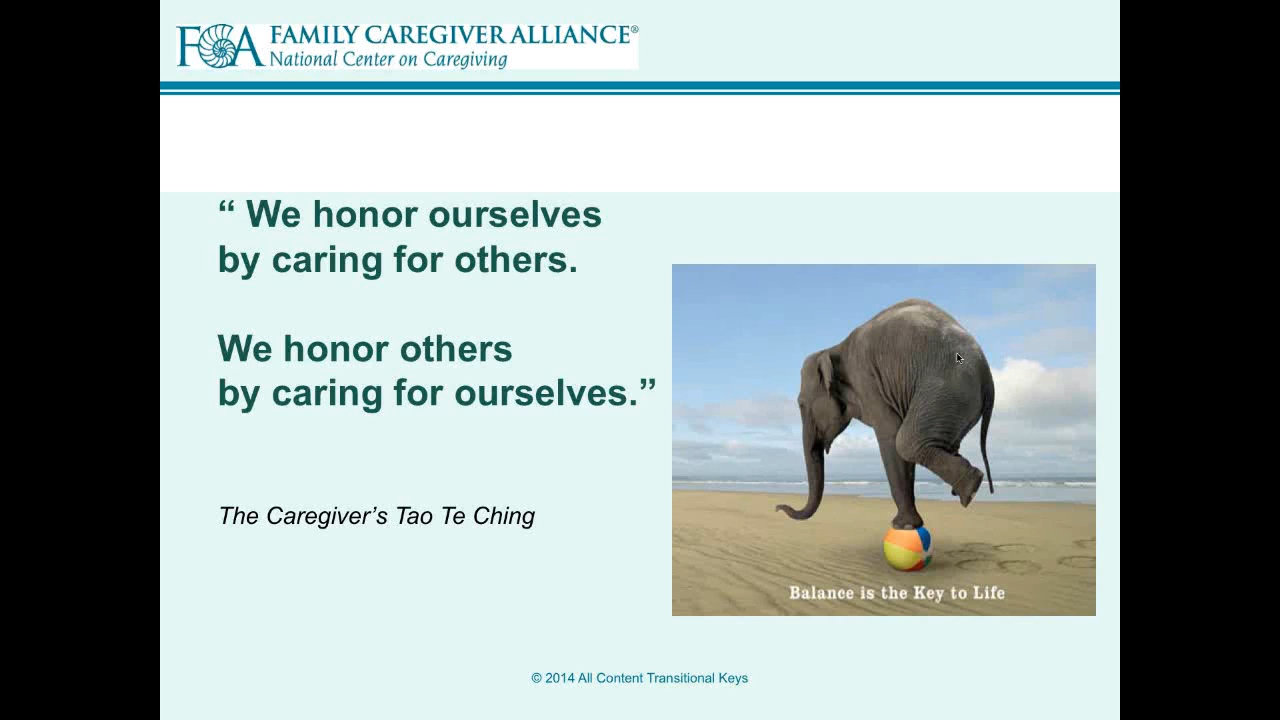 FCA FAMILY CAREGIVER ALLIANCE®
National Center on Caregiving
“ We honor ourselves
by caring for others.
We honor others
by caring for ourselves.”
The Caregiver’s Tao Te Ching
Balance is the Key to Life
© 2014 All Content Transitional Keys